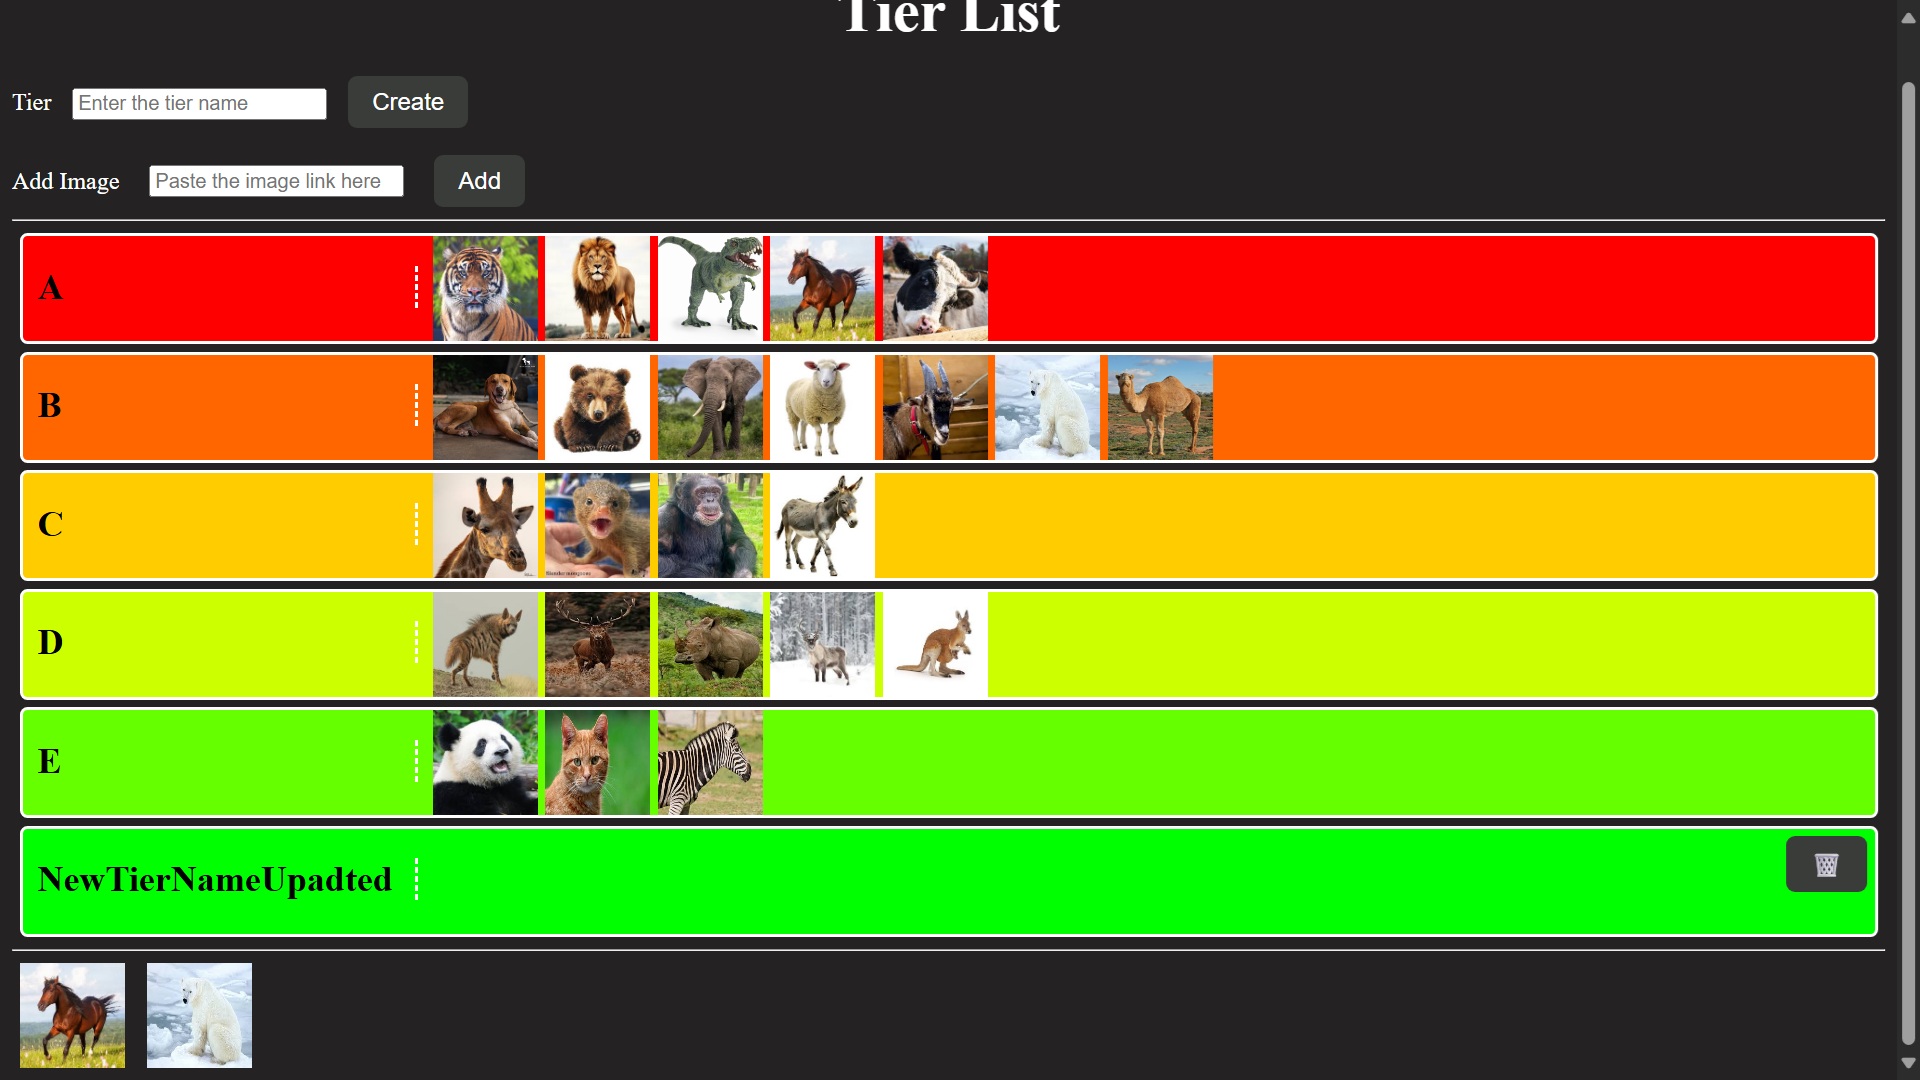 Tier List
Tier Enter the tier name Create
Add Image Paste the image link here Add
A
B
C
D
E
NewTierNameUpadted